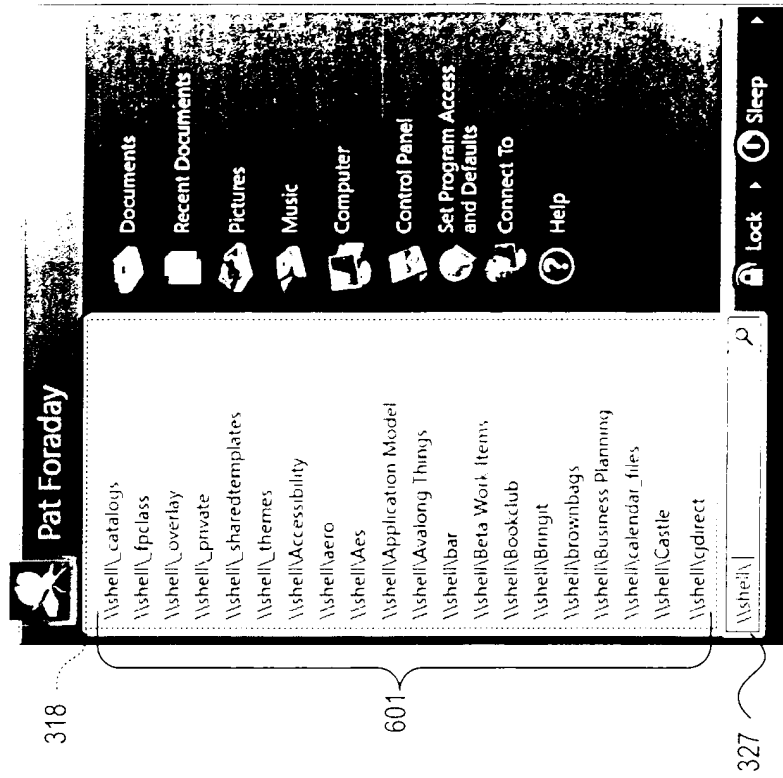 Pat Foraday
318
\\shell\_catalogs
\\shell\_fpclass
\\shell\_overlay
\\shell\_private
\\shell\_sharedtemplates
\\shell\_themes
\\shell\Accessibility
\\shell\aero
\\shell\Aes
\\shell\Application Model
\\shell\Avalong Things
\\shell\bar
\\shell\Beta Work Items
\\shell\Bookclub
\\shell\Bringit
\\shell\brownbags
\\shell\Business Planning
\\shell\calendar_files
\\shell\Castle
\\shell\cjdirect
601
Documents
Recent Documents
Pictures
Music
Computer
Control Panel
Set Program Access
and Defaults
Connect To
Help
\\shell\
327
Lock
Sleep